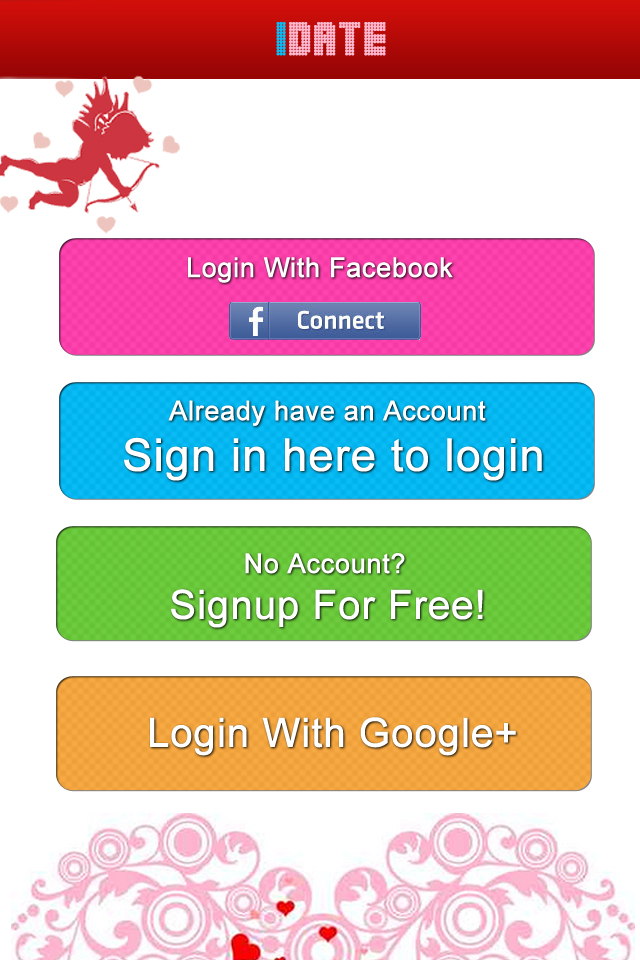 IDATE
Login With Facebook
f Connect
Already have an Account
Sign in here to login
No Account?
Signup For Free!
Login With Google+